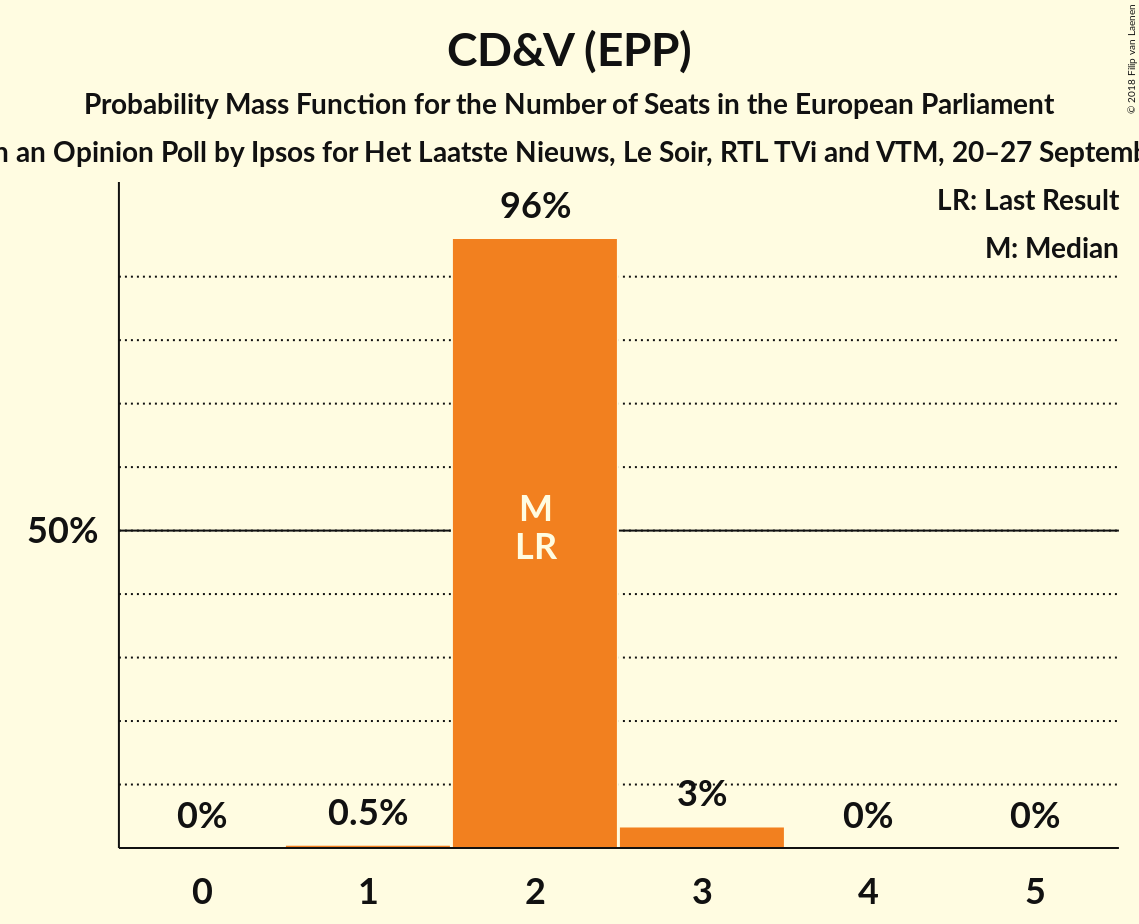 CD&V (EPP)
Probability Mass Function for the Number of Seats in the European Parliament
an Opinion Poll by Ipsos for Het Laatste Nieuws, Le Soir, RTL TVi and VTM, 20–27
LR: Last Result
M: Median
96%
50%
M
LR
0%
0.5%
3%
0%
0%
0
1
2
3
4
5
© 2018 Filip van Laenen